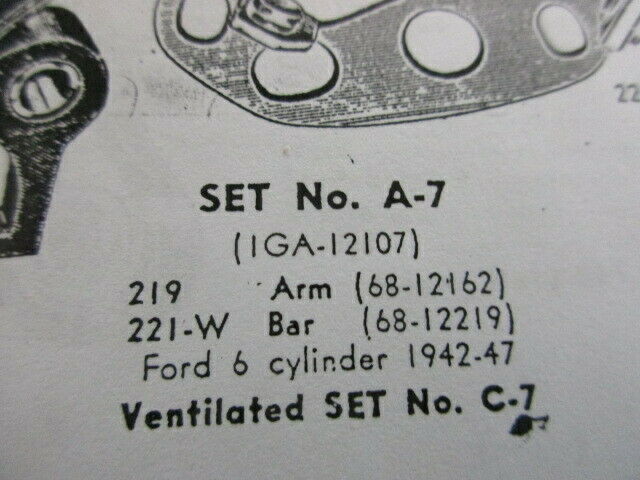 22
SET No. A-7
(1GA-12107)
219 Arm (68-12162)
221-W Bar (68-12219)
Ford 6 cylinder 1942-47
Ventilated SET No. C-7